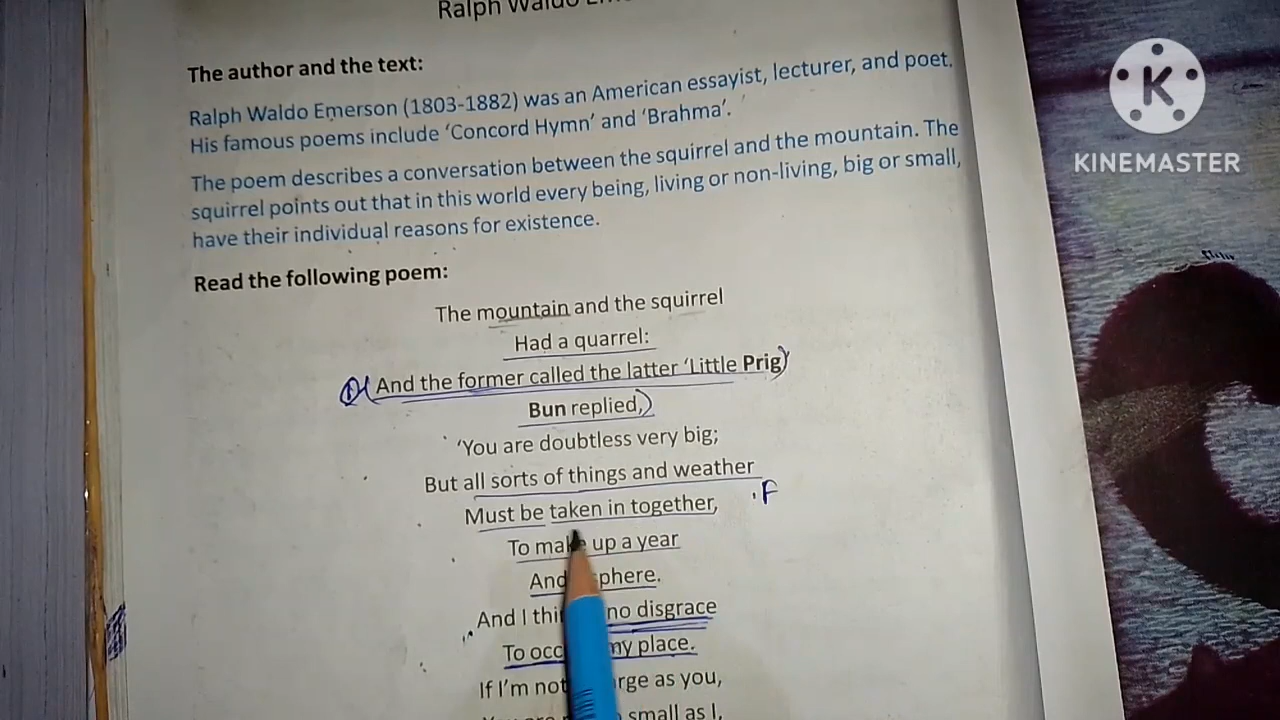 Ralph Waldo
The author and the text:
Ralph Waldo Emerson (1803-1882) was an American essayist, lecturer, and poet.
His famous poems include ‘Concord Hymn’ and ‘Brahma’.
The poem describes a conversation between the squirrel and the mountain. The
squirrel points out that in this world every being, living or non-living, big or small,
have their individual reasons for existence.
Read the following poem:
The mountain and the squirrel
Had a quarrel:
And the former called the latter ‘Little Prig
Bun replied,
‘You are doubtless very big;
But all sorts of things and weather
Must be taken in together, F
To make up a year
And sphere.
And I no disgrace
To my place.
If I’m not as you,
small as I,
K
KINEMASTER